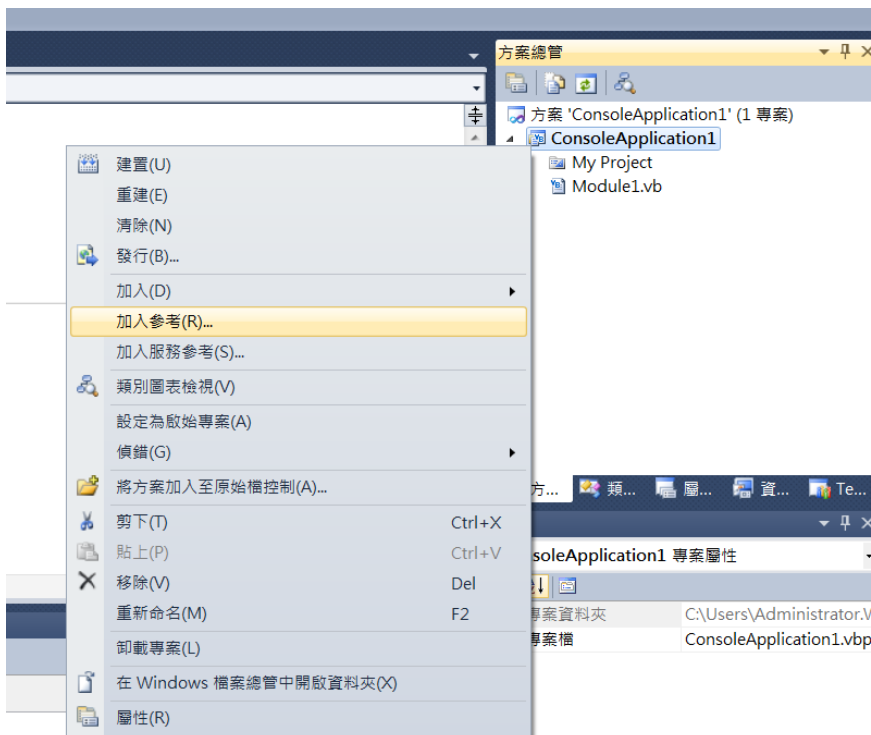 方案總管
方案 'ConsoleApplication1' (1 專案)
ConsoleApplication1
My Project
Module1.vb
建置(U)
重建(E)
清除(N)
發行(B)...
加入(D)
加入參考(R)...
加入服務參考(S)...
類別圖表檢視(V)
設定為啟始專案(A)
偵錯(G)
將方案加入至原始檔控制(A)...
剪下(T) Ctrl+X
貼上(P) Ctrl+V
移除(V) Del
重新命名(M) F2
卸載專案(L)
在 Windows 檔案總管中開啟資料夾(X)
屬性(R)
方... 類... 屬... 資... Te...
soleApplication1 專案屬性
專案資料夾 C:\Users\Administrator.W
專案檔 ConsoleApplication1.vbp